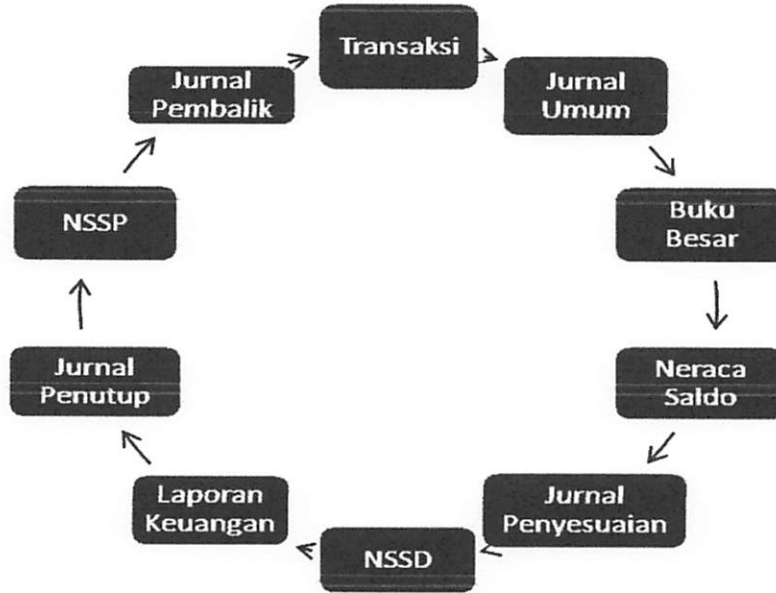 Transaksi
Jurnal
Umum
Buku
Besar
Neraca
Saldo
Jurnal
Penyesuaian
NSSD
Laporan
Keuangan
Jurnal
Penutup
NSSP
Jurnal
Pembalik